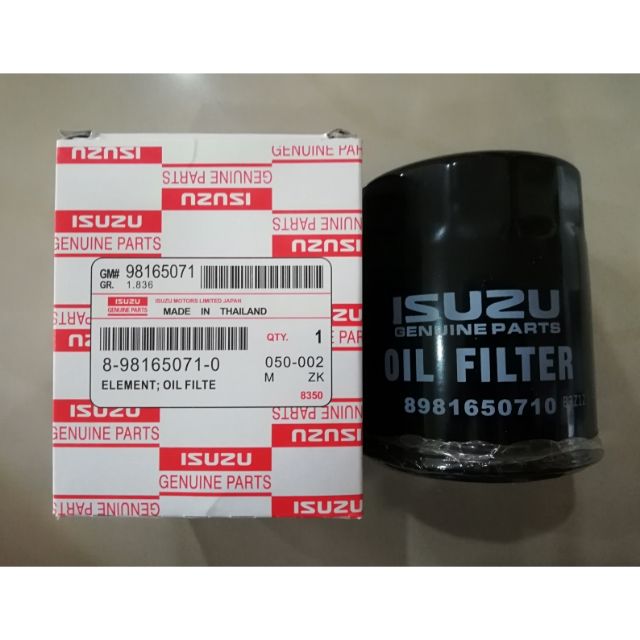 ISUZU
GENUINE PAR
GENUINE PARTS
ISUZU
ISUZU
GENUINE PARTS
GM# 98165071
GR. 1.836
ISUZU
GENUINE PARTS
ISUZU MOTORS LIMITED JAPAN
MADE IN THAILAND
QTY. 1
8-98165071-0
050-002
ELEMENT; OIL FILTE
M ZK
8350
GENUINE PARTS
ISUZU
ISUZU
GENUINE PARTS
GENUINE PARTS
ISUZU
ISUZU
GENUINE PARTS
OIL FILTER
8981650710